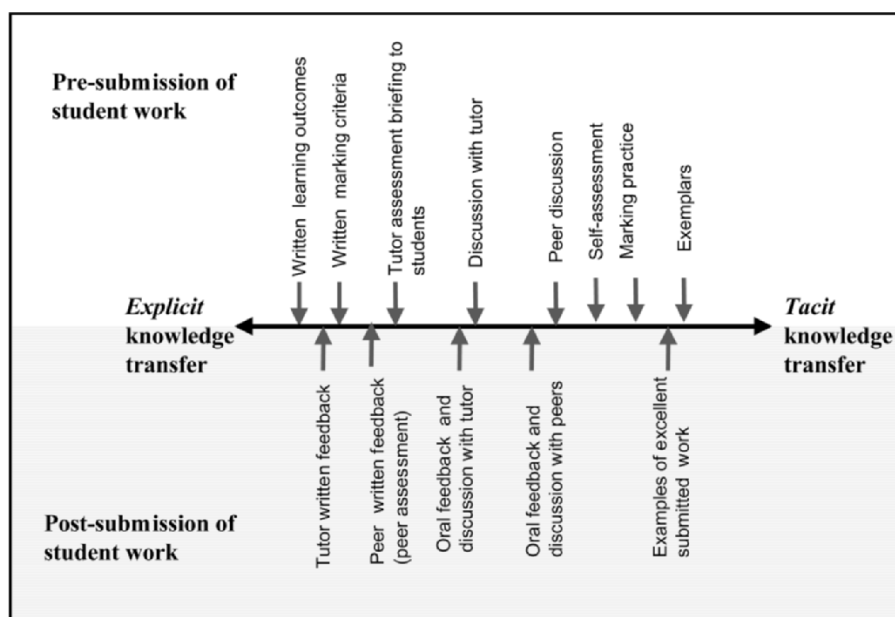 Pre-submission of
student work
Written learning outcomes
Written marking criteria
Tutor assessment briefing to
students
Discussion with tutor
Peer discussion
Self-assessment
Marking practice
Exemplars
Explicit
knowledge
transfer
Tacit
knowledge
transfer
Tutor written feedback
Peer written feedback
(peer assessment)
Oral feedback and
discussion with tutor
Oral feedback and
discussion with peers
Examples of excellent
submitted work
Post-submission of
student work